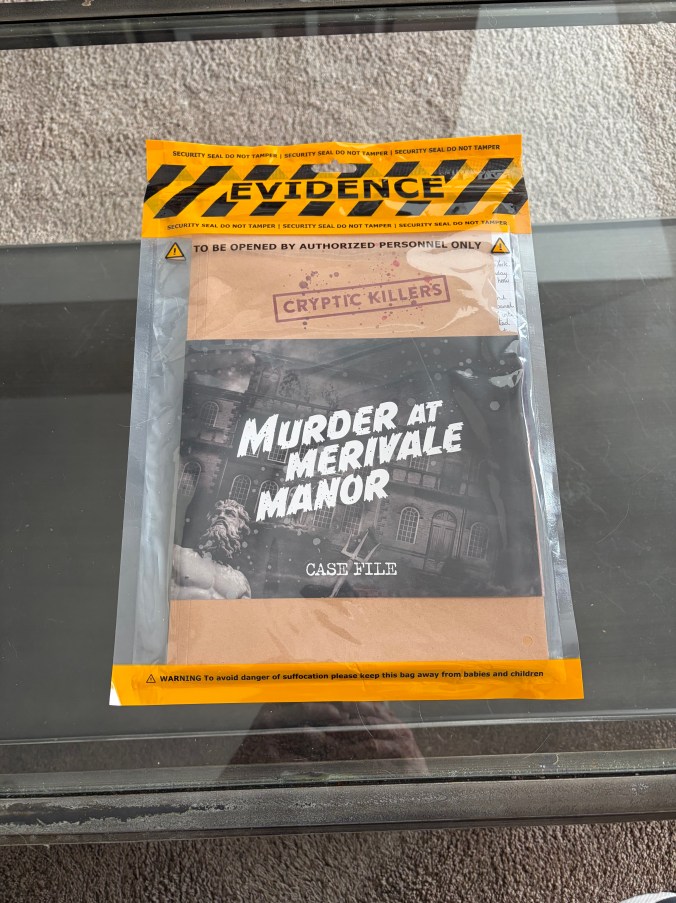 SECURITY SEAL DO NOT TAMPER | SECURITY SEAL DO NOT TAMPER | SECURITY SEAL DO NOT TAMPER
EVIDENCE
SECURITY SEAL DO NOT TAMPER | SECURITY SEAL DO NOT TAMPER | SECURITY SEAL DO NOT TAMPER
TO BE OPENED BY AUTHORIZED PERSONNEL ONLY
CRYPTIC KILLERS
MURDER AT
MERIVALE
MANOR
CASE FILE
WARNING To avoid danger of suffocation please keep this bag away from babies and children